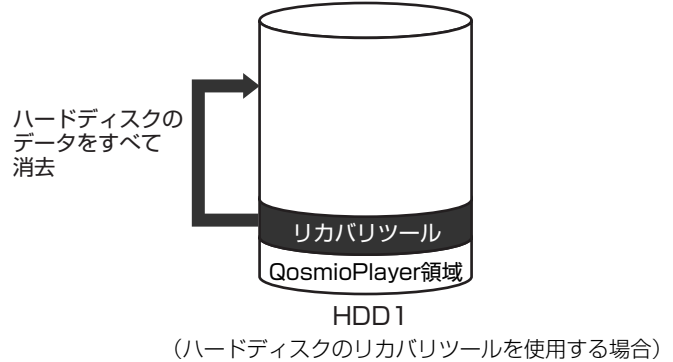 ハードディスクの
データをすべて
消去
リカバリツール
QosmioPlayer領域
HDD1
（ハードディスクのリカバリツールを使用する場合）